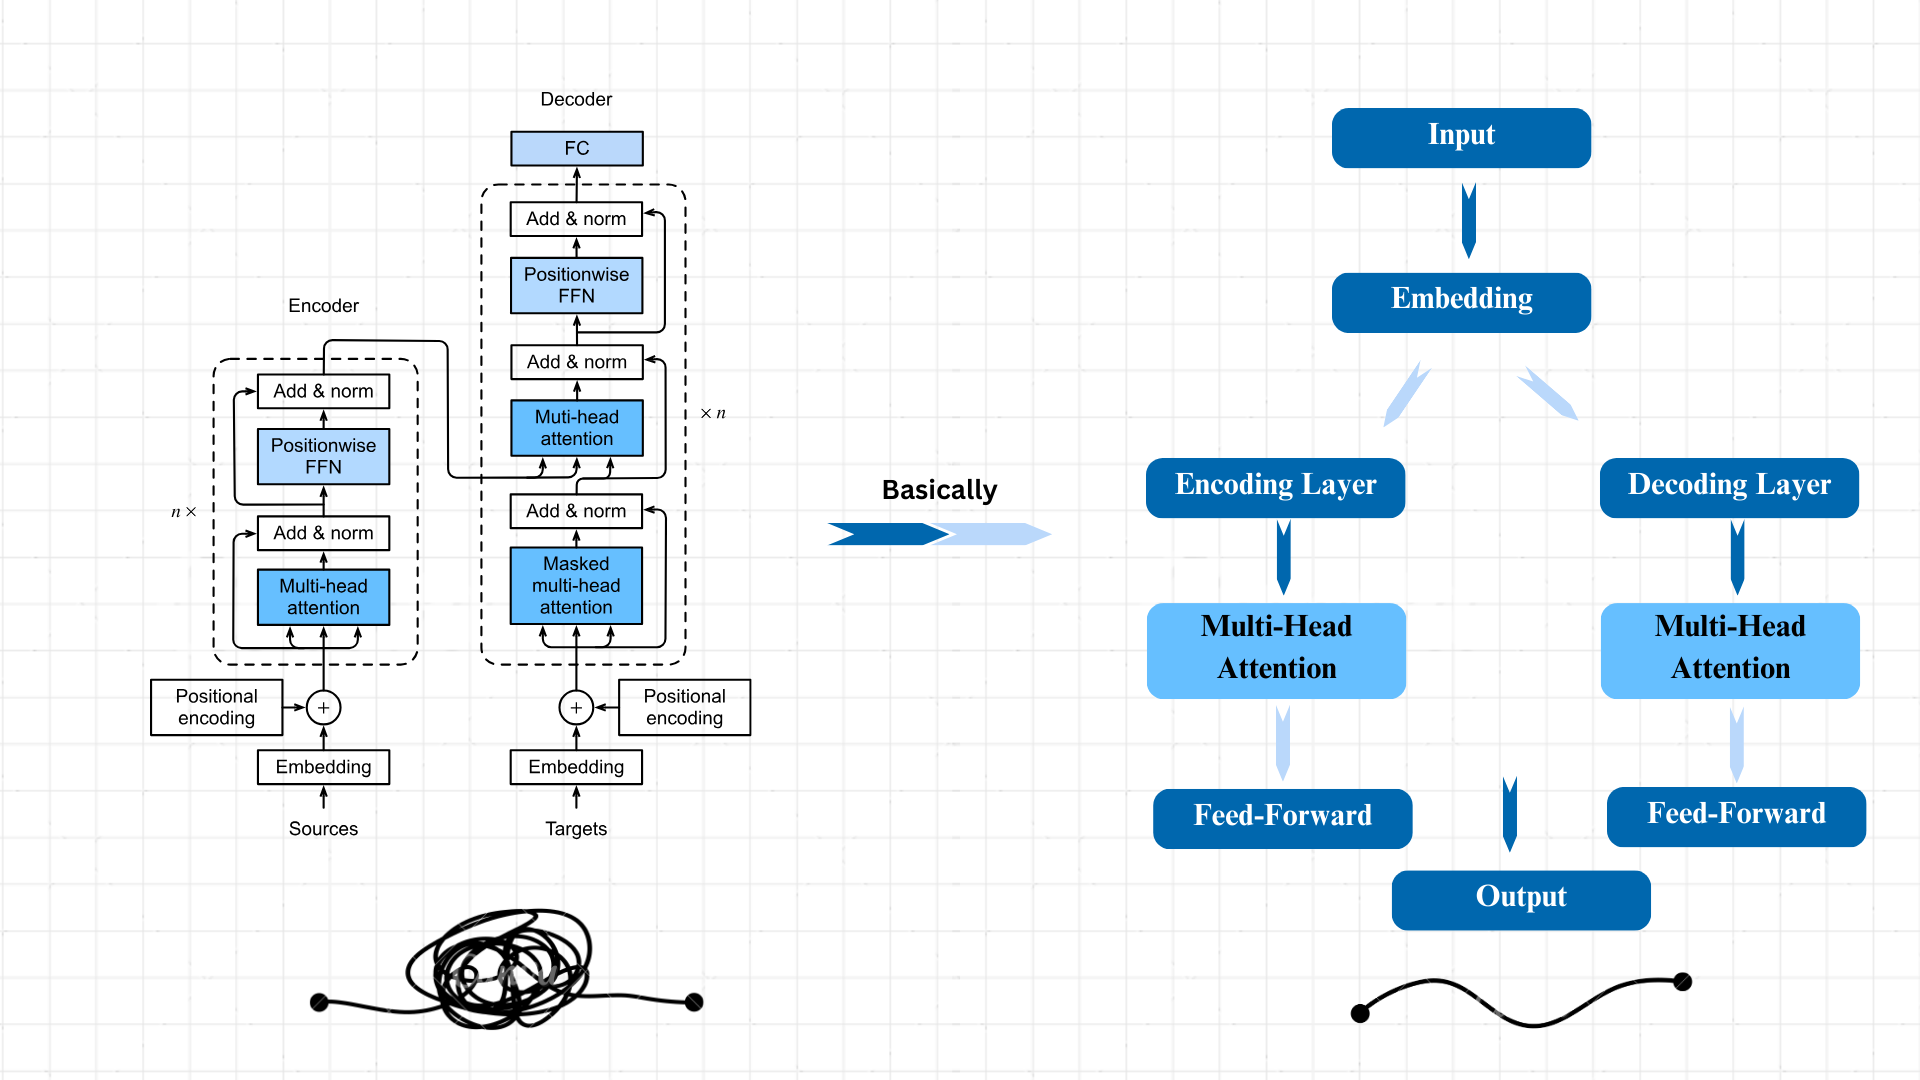 Decoder
FC
Add & norm
Positionwise
FFN
Add & norm
Muti-head
attention
× n
Add & norm
Masked
multi-head
attention
Positional
encoding
+
Embedding
Targets
Encoder
Add & norm
Positionwise
FFN
n ×
Add & norm
Multi-head
attention
Positional
encoding
+
Embedding
Sources
Basically
Input
Embedding
Encoding Layer
Decoding Layer
Multi-Head
Attention
Multi-Head
Attention
Feed-Forward
Feed-Forward
Output